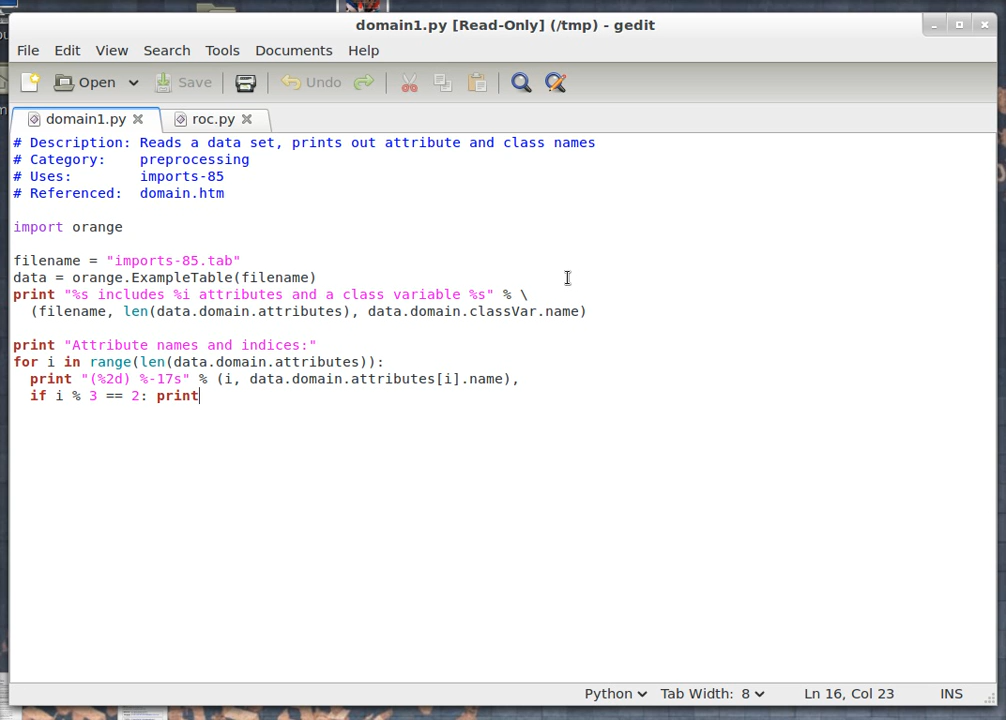 domain1.py [Read-Only] (/tmp) - gedit
File Edit View Search Tools Documents Help
Open Save Undo
domain1.py roc.py
# Description: Reads a data set, prints out attribute and class names
# Category:    preprocessing
# Uses:        imports-85
# Referenced:  domain.htm
import orange
filename = "imports-85.tab"
data = orange.ExampleTable(filename)
print "%s includes %i attributes and a class variable %s" % \
  (filename, len(data.domain.attributes), data.domain.classVar.name)
print "Attribute names and indices:"
for i in range(len(data.domain.attributes)):
  print "(%2d) %-17s" % (i, data.domain.attributes[i].name),
  if i % 3 == 2: print
Python Tab Width: 8 Ln 16, Col 23 INS